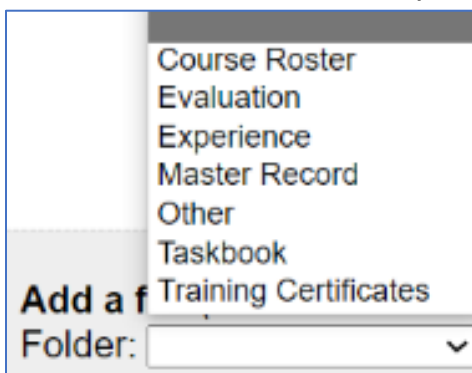 Course Roster
Evaluation
Experience
Master Record
Other
Taskbook
Training Certificates
Add a f
Folder: